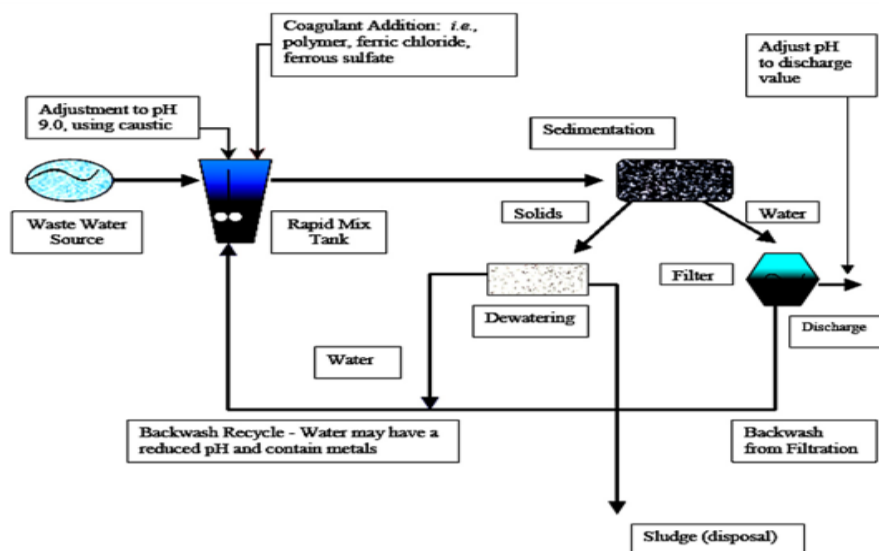 Coagulant Addition: i.e.,
polymer, ferric chloride,
ferrous sulfate
Adjust pH
to discharge
value
Adjustment to pH
9.0, using caustic
Sedimentation
Waste Water
Source
Rapid Mix
Tank
Solids
Water
Filter
Dewatering
Discharge
Water
Backwash Recycle - Water may have a
reduced pH and contain metals
Backwash
from Filtration
Sludge (disposal)